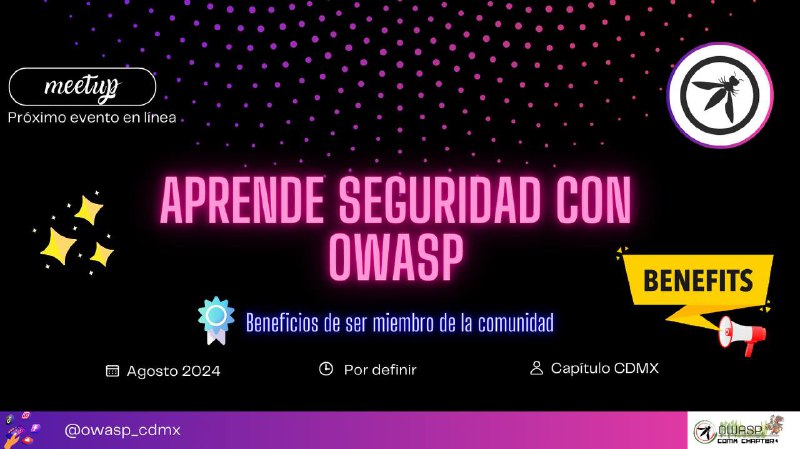 meetup
Próximo evento en línea
APRENDE SEGURIDAD CON
OWASP
BENEFITS
Beneficios de ser miembro de la comunidad
Agosto 2024
Por definir
Capítulo CDMX
@owasp_cdmx
OWASP
CDMX CHAPTER